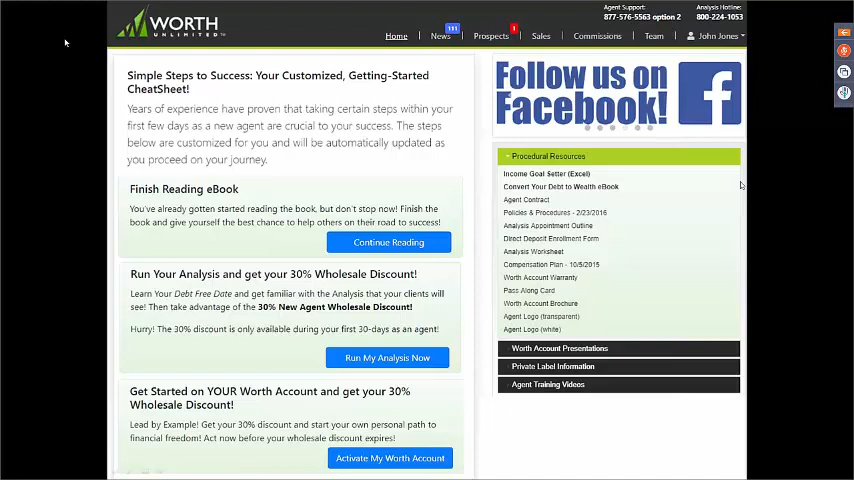 WORTH
UNLIMITED
Agent Support:
877-576-5563 option 2
Analysis Hotline:
800-224-1053
Home
News
111
Prospects
1
Sales
Commissions
Team
John Jones
Simple Steps to Success: Your Customized, Getting-Started
CheatSheet!
Years of experience have proven that taking certain steps within your
first few days as a new agent are crucial to your success. The steps
below are customized for you and will be automatically updated as
you proceed on your journey.
Finish Reading eBook
You've already gotten started reading the book, but don't stop now! Finish the
book and give yourself the best chance to help others on their road to success!
Continue Reading
Run Your Analysis and get your 30% Wholesale Discount!
Learn Your Debt Free Date and get familiar with the Analysis that your clients will
see! Then take advantage of the 30% New Agent Wholesale Discount!
Hurry! The 30% discount is only available during your first 30-days as an agent!
Run My Analysis Now
Get Started on YOUR Worth Account and get your 30%
Wholesale Discount!
Lead by Example! Get your 30% discount and start your own personal path to
financial freedom! Act now before your wholesale discount expires!
Activate My Worth Account
Follow us on
Facebook!
f
Procedural Resources
Income Goal Setter (Excel)
Convert Your Debt to Wealth eBook
Agent Contract
Policies & Procedures - 2/23/2016
Analysis Appointment Outline
Direct Deposit Enrollment Form
Analysis Worksheet
Compensation Plan - 10/5/2015
Worth Account Warranty
Pass Along Card
Worth Account Brochure
Agent Logo (transparent)
Agent Logo (white)
Worth Account Presentations
Private Label Information
Agent Training Videos